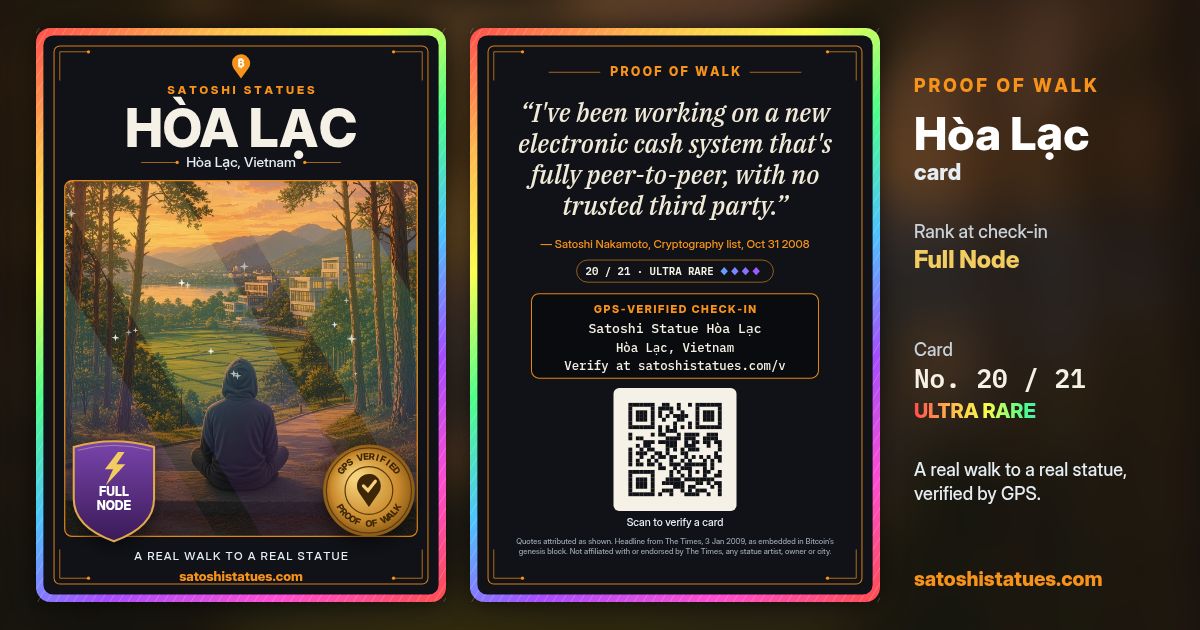 ₿
SATOSHI STATUES
HÒA LẠC
Hòa Lạc, Vietnam
FULL
NODE
GPS VERIFIED
PROOF OF WALK
A REAL WALK TO A REAL STATUE
satoshistatues.com
PROOF OF WALK
“I've been working on a new
electronic cash system that's
fully peer-to-peer, with no
trusted third party.”
— Satoshi Nakamoto, Cryptography list, Oct 31 2008
20 / 21 · ULTRA RARE
GPS-VERIFIED CHECK-IN
Satoshi Statue Hòa Lạc
Hòa Lạc, Vietnam
Verify at satoshistatues.com/v
Scan to verify a card
Quotes attributed as shown. Headline from The Times, 3 Jan 2009, as embedded in Bitcoin's
genesis block. Not affiliated with or endorsed by The Times, any statue artist, owner or city.
PROOF OF WALK
Hòa Lạc
card
Rank at check-in
Full Node
Card
No. 20 / 21
ULTRA RARE
A real walk to a real statue,
verified by GPS.
satoshistatues.com